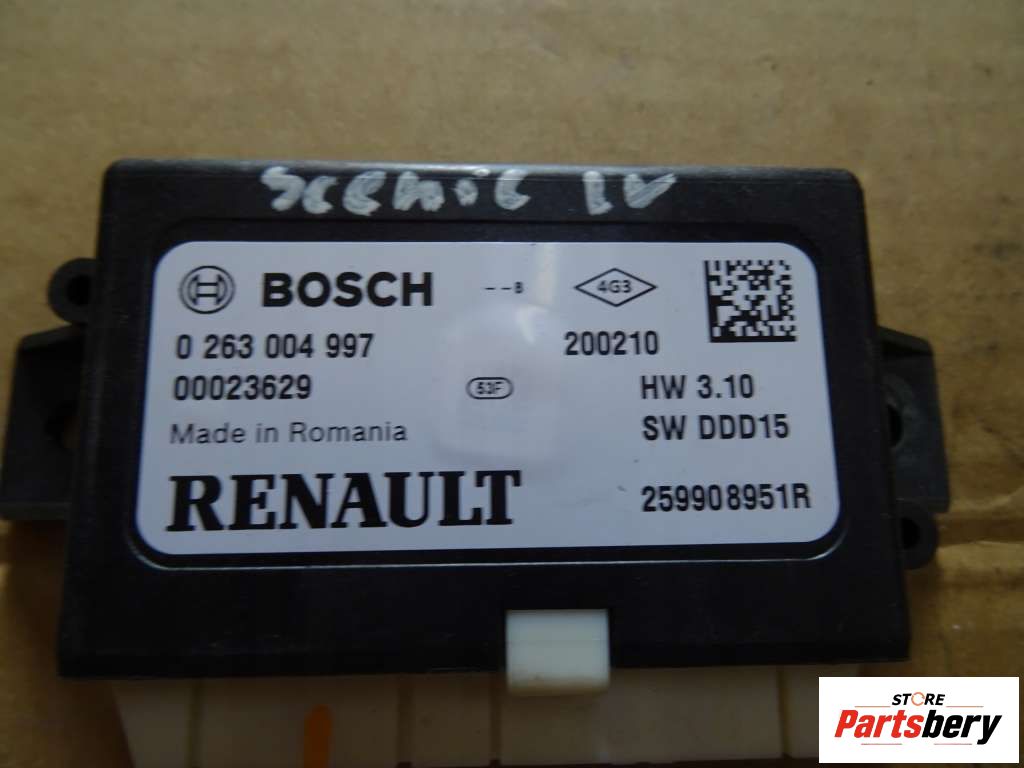 scenic IV
BOSCH --B 4G3
0 263 004 997 200210
00023629 53F HW 3.10
Made in Romania SW DDD15
RENAULT 259908951R
STORE
Partsbery